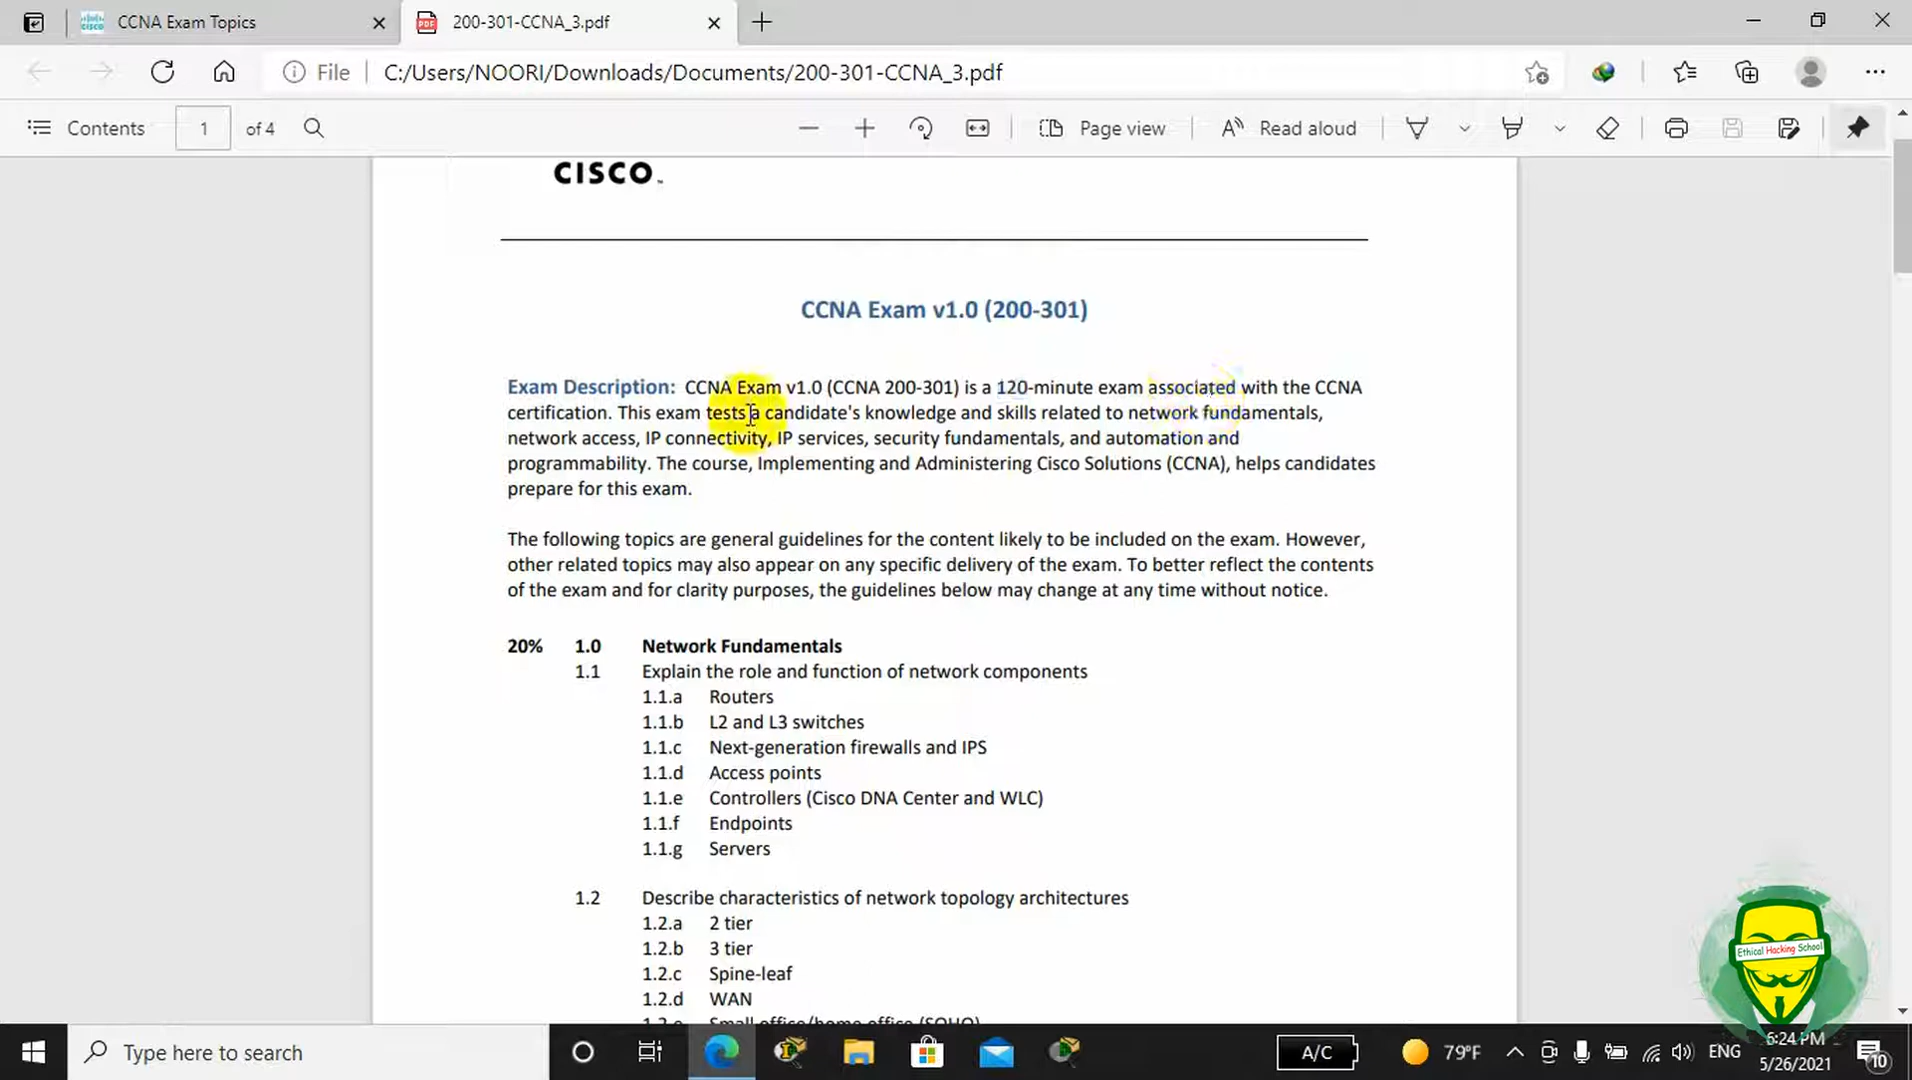 CCNA Exam Topics
200-301-CCNA_3.pdf
File
C:/Users/NOORI/Downloads/Documents/200-301-CCNA_3.pdf
Contents
1
of 4
Page view
Read aloud
CISCO
CCNA Exam v1.0 (200-301)
Exam Description: CCNA Exam v1.0 (CCNA 200-301) is a 120-minute exam associated with the CCNA
certification. This exam tests a candidate's knowledge and skills related to network fundamentals,
network access, IP connectivity, IP services, security fundamentals, and automation and
programmability. The course, Implementing and Administering Cisco Solutions (CCNA), helps candidates
prepare for this exam.
The following topics are general guidelines for the content likely to be included on the exam. However,
other related topics may also appear on any specific delivery of the exam. To better reflect the contents
of the exam and for clarity purposes, the guidelines below may change at any time without notice.
20% 1.0 Network Fundamentals
1.1 Explain the role and function of network components
1.1.a Routers
1.1.b L2 and L3 switches
1.1.c Next-generation firewalls and IPS
1.1.d Access points
1.1.e Controllers (Cisco DNA Center and WLC)
1.1.f Endpoints
1.1.g Servers
1.2 Describe characteristics of network topology architectures
1.2.a 2 tier
1.2.b 3 tier
1.2.c Spine-leaf
1.2.d WAN
1.2.e Small office/home office (SOHO)
Ethical Hacking School
Type here to search
A/C
79°F
ENG
6:24 PM
5/26/2021
10